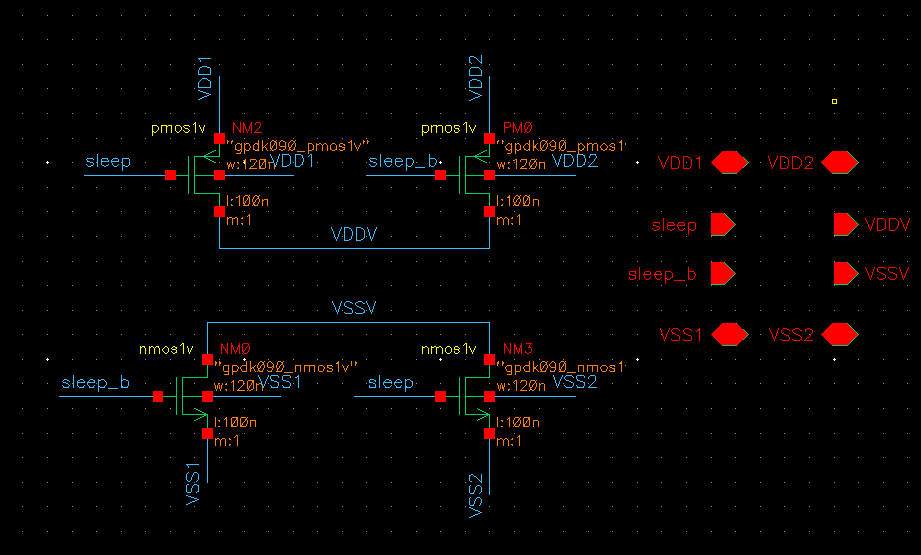 VDD1
VDD2
pmos1v
NM2
pmos1v
PM0
"gpdk090_pmos1v"
"gpdk090_pmos1
sleep
w:120n
VDD1
sleep_b
w:120n
VDD2
VDD1
VDD2
l:100n
l:100n
m:1
m:1
sleep
VDDV
VDDV
sleep_b
VSSV
VSSV
VSS1
VSS2
nmos1v
NM0
nmos1v
NM3
"gpdk090_nmos1v"
"gpdk090_nmos1
sleep_b
w:120n
VSS1
sleep
w:120n
VSS2
l:100n
l:100n
m:1
m:1
VSS1
VSS2